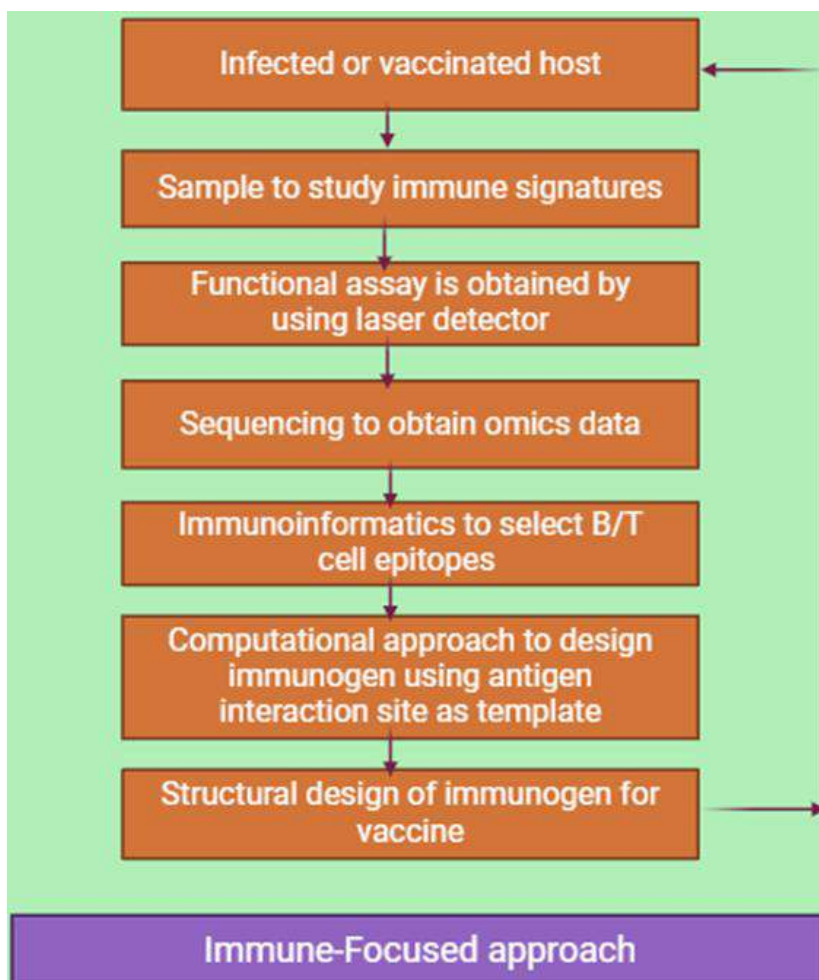 Infected or vaccinated host
Sample to study immune signatures
Functional assay is obtained by
using laser detector
Sequencing to obtain omics data
Immunoinformatics to select B/T
cell epitopes
Computational approach to design
immunogen using antigen
interaction site as template
Structural design of immunogen for
vaccine
Immune-Focused approach